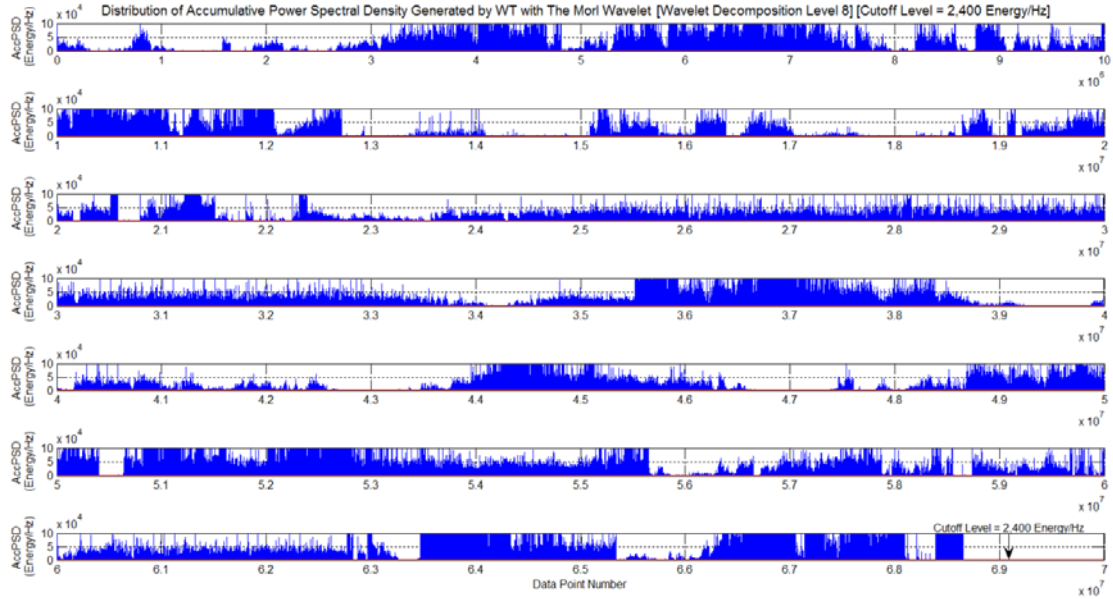 Distribution of Accumulative Power Spectral Density Generated by WT with The Morl Wavelet [Wavelet Decomposition Level 8] [Cutoff Level = 2,400 Energy/Hz]
AccPSD
(Energy/Hz)
x 10^4
10
5
0
0 1 2 3 4 5 6 7 8 9 10
x 10^6
AccPSD
(Energy/Hz)
x 10^4
10
5
0
1 1.1 1.2 1.3 1.4 1.5 1.6 1.7 1.8 1.9 2
x 10^7
AccPSD
(Energy/Hz)
x 10^4
10
5
0
2 2.1 2.2 2.3 2.4 2.5 2.6 2.7 2.8 2.9 3
x 10^7
AccPSD
(Energy/Hz)
x 10^4
10
5
0
3 3.1 3.2 3.3 3.4 3.5 3.6 3.7 3.8 3.9 4
x 10^7
AccPSD
(Energy/Hz)
x 10^4
10
5
0
4 4.1 4.2 4.3 4.4 4.5 4.6 4.7 4.8 4.9 5
x 10^7
AccPSD
(Energy/Hz)
x 10^4
10
5
0
5 5.1 5.2 5.3 5.4 5.5 5.6 5.7 5.8 5.9 6
x 10^7
AccPSD
(Energy/Hz)
x 10^4
10
5
0
Cutoff Level = 2,400 Energy/Hz
6 6.1 6.2 6.3 6.4 6.5 6.6 6.7 6.8 6.9 7
Data Point Number
x 10^7